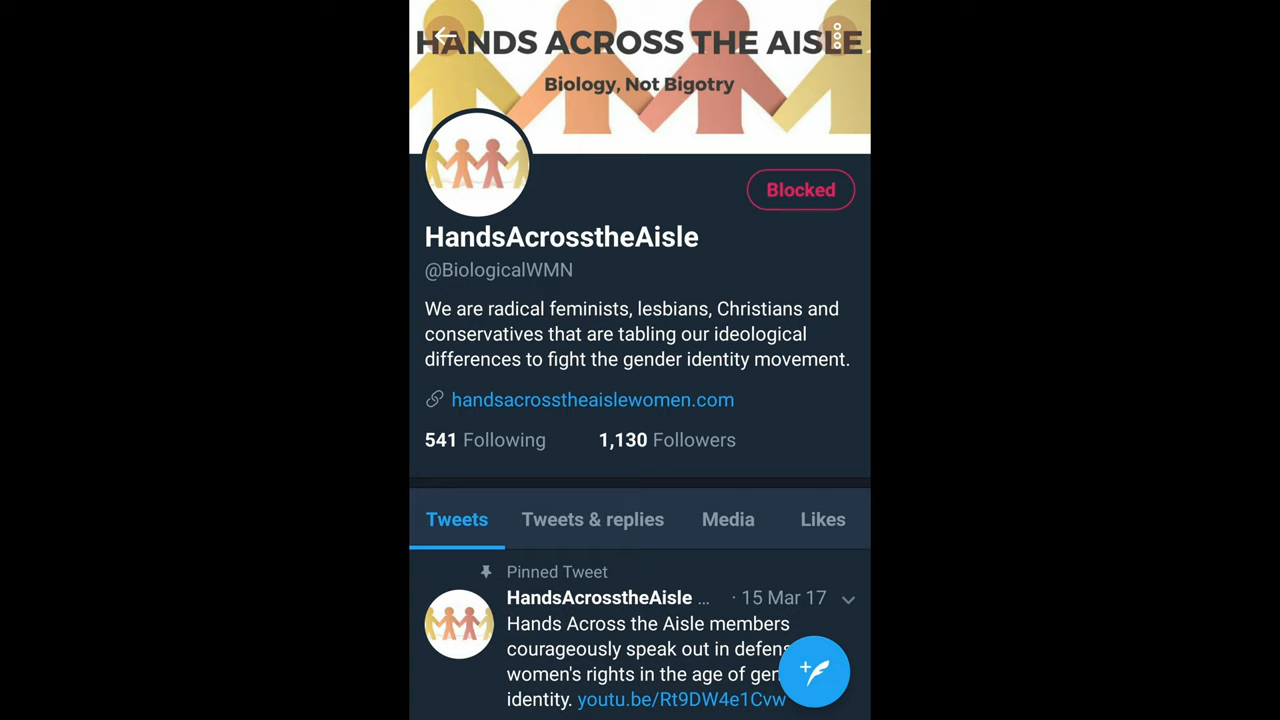 HANDS ACROSS THE AISLE
Biology, Not Bigotry
Blocked
HandsAcrosstheAisle
@BiologicalWMN
We are radical feminists, lesbians, Christians and
conservatives that are tabling our ideological
differences to fight the gender identity movement.
handsacrosstheaislewomen.com
541 Following 1,130 Followers
Tweets Tweets & replies Media Likes
Pinned Tweet
HandsAcrosstheAisle ... · 15 Mar 17
Hands Across the Aisle members
courageously speak out in defens
women's rights in the age of gen
identity. youtu.be/Rt9DW4e1Cvw